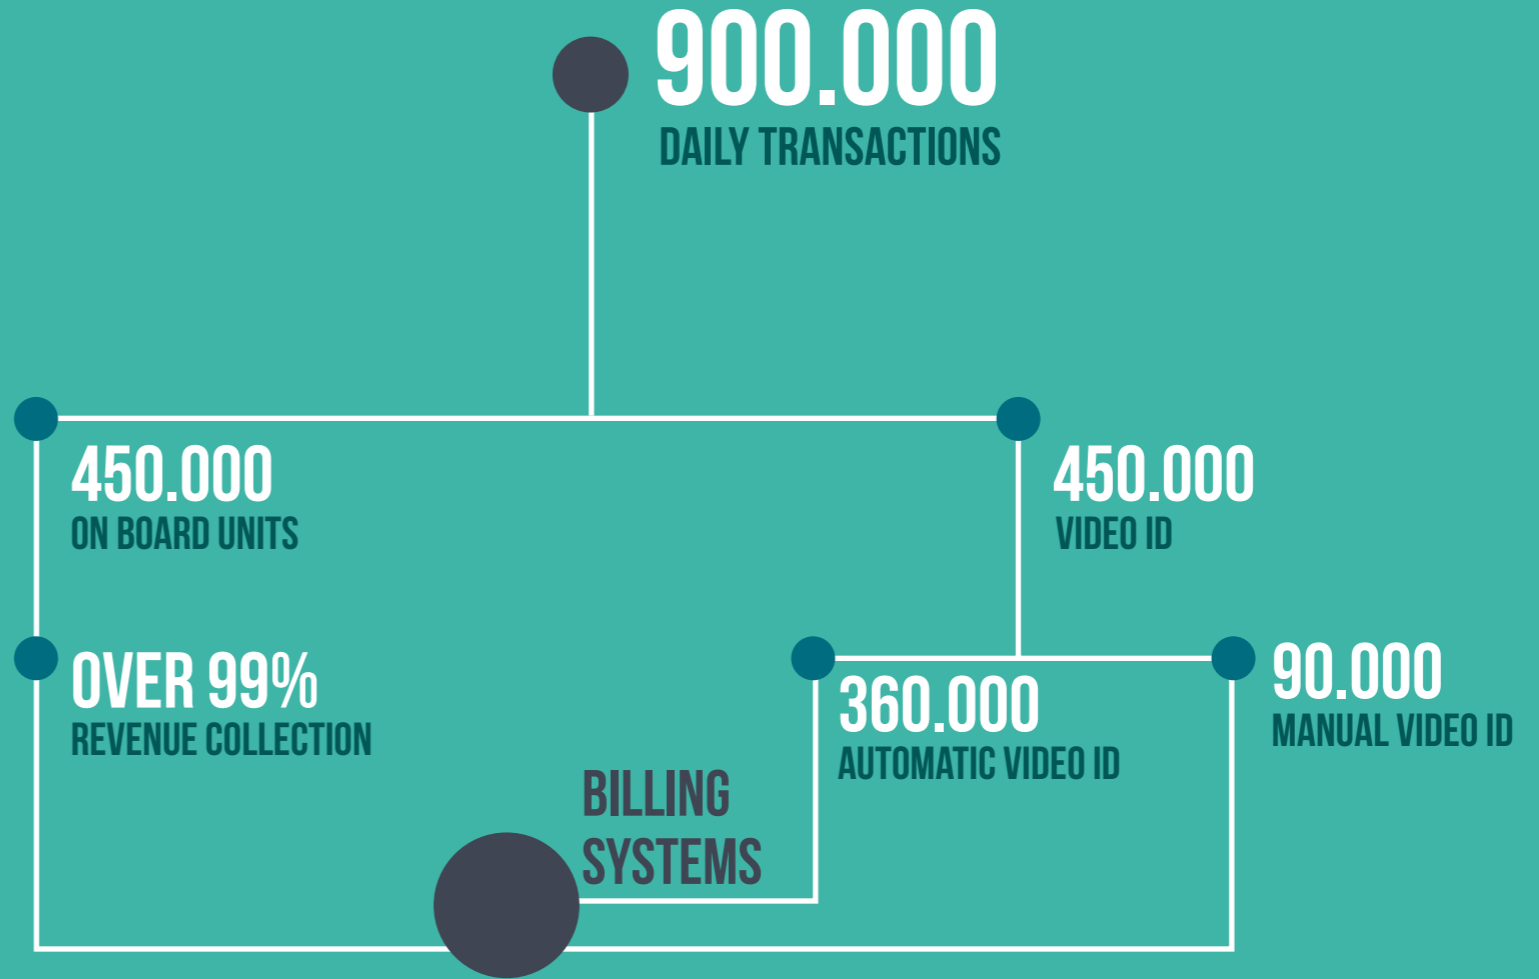 900.000
DAILY TRANSACTIONS
450.000
ON BOARD UNITS
450.000
VIDEO ID
OVER 99%
REVENUE COLLECTION
360.000
AUTOMATIC VIDEO ID
90.000
MANUAL VIDEO ID
BILLING
SYSTEMS